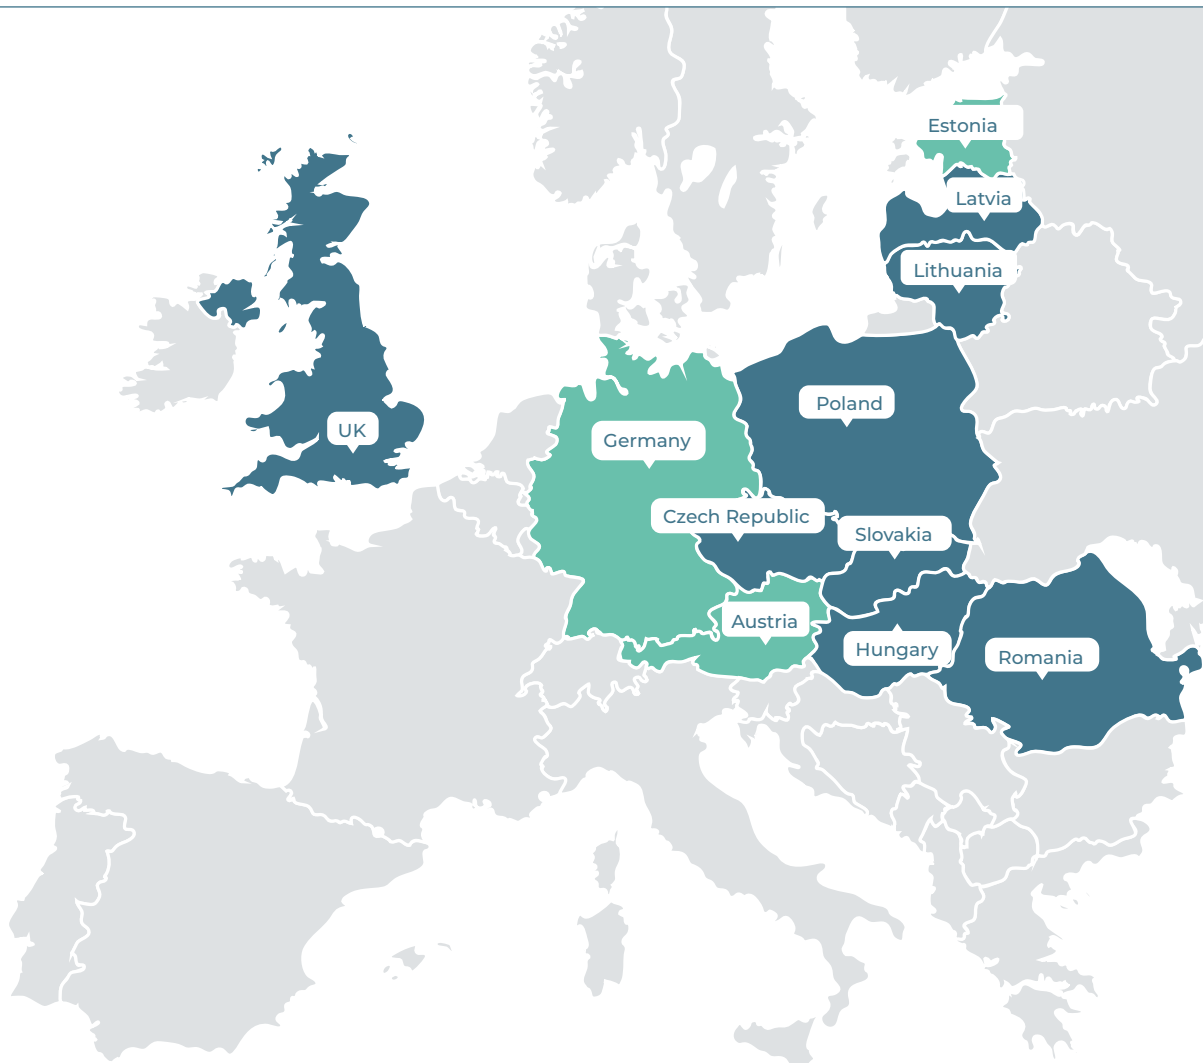 Estonia
Latvia
Lithuania
Poland
UK
Germany
Czech Republic
Slovakia
Austria
Hungary
Romania